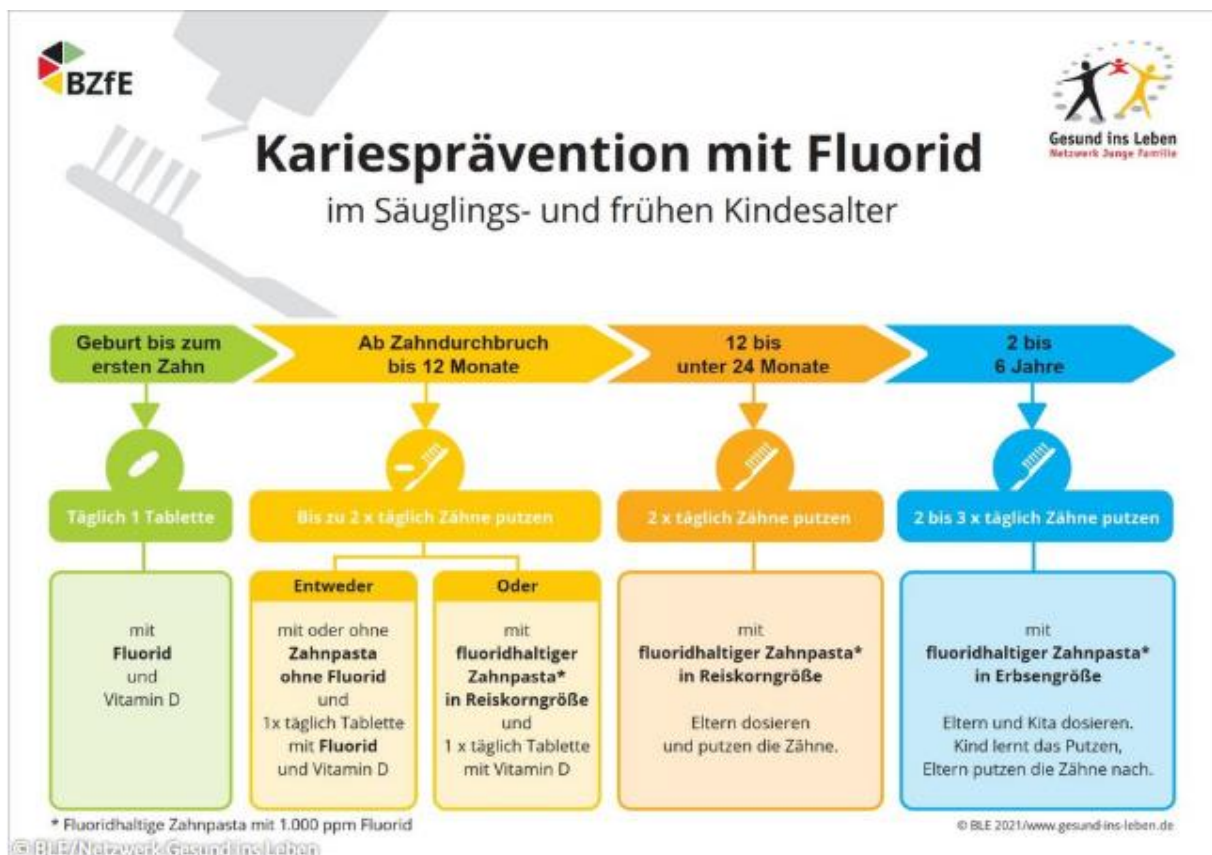 BZfE
Gesund ins Leben
Netzwerk Junge Familie
Kariesprävention mit Fluorid
im Säuglings- und frühen Kindesalter
Geburt bis zum
ersten Zahn
Ab Zahndurchbruch
bis 12 Monate
12 bis
unter 24 Monate
2 bis
6 Jahre
Täglich 1 Tablette
Bis zu 2 x täglich Zähne putzen
2 x täglich Zähne putzen
2 bis 3 x täglich Zähne putzen
mit
Fluorid
und
Vitamin D
Entweder
mit oder ohne
Zahnpasta
ohne Fluorid
und
1x täglich Tablette
mit Fluorid
und Vitamin D
Oder
mit
fluoridhaltiger
Zahnpasta*
in Reiskorngröße
und
1 x täglich Tablette
mit Vitamin D
mit
fluoridhaltiger Zahnpasta*
in Reiskorngröße
Eltern dosieren
und putzen die Zähne.
mit
fluoridhaltiger Zahnpasta*
in Erbsengröße
Eltern und Kita dosieren.
Kind lernt das Putzen,
Eltern putzen die Zähne nach.
* Fluoridhaltige Zahnpasta mit 1.000 ppm Fluorid
© BLE 2021/www.gesund-ins-leben.de
© BLE/Netzwerk Gesund ins Leben